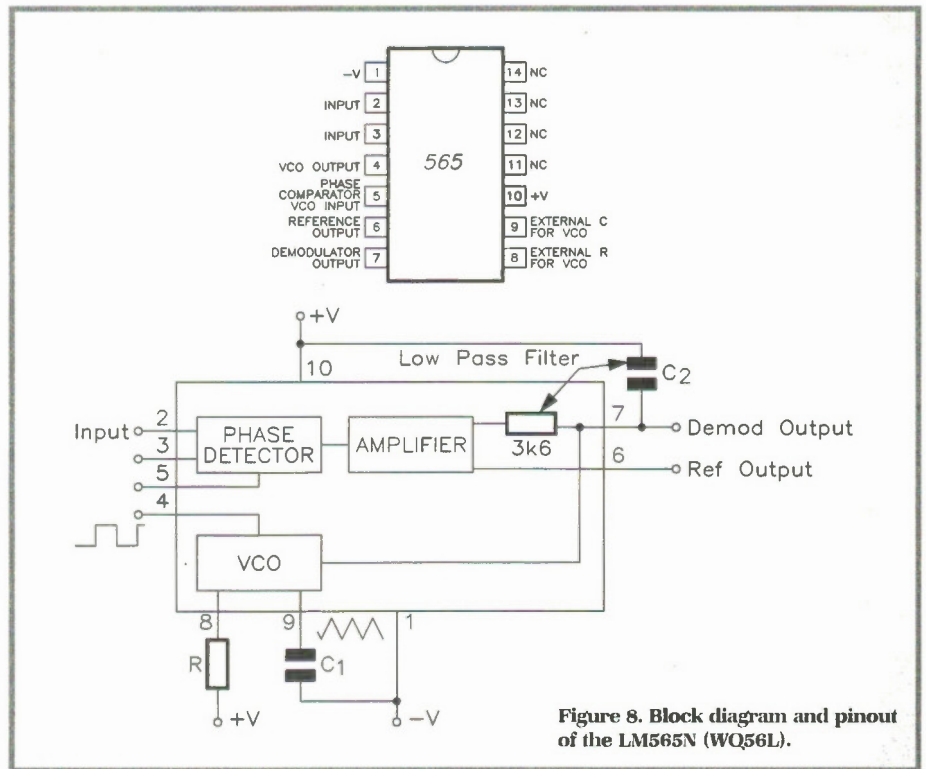 -V 1
INPUT 2
INPUT 3
VCO OUTPUT 4
PHASE
COMPARATOR 5
VCO INPUT
REFERENCE
OUTPUT 6
DEMODULATOR
OUTPUT 7
565
14 NC
13 NC
12 NC
11 NC
10 +V
9 EXTERNAL C
FOR VCO
8 EXTERNAL R
FOR VCO
+V
10
Low Pass Filter
C2
Input 2
3
5
4
PHASE
DETECTOR
AMPLIFIER
3k6
7
Demod Output
6
Ref Output
VCO
8
9
1
R
C1
+V
-V
Figure 8. Block diagram and pinout
of the LM565N (WQ56L).